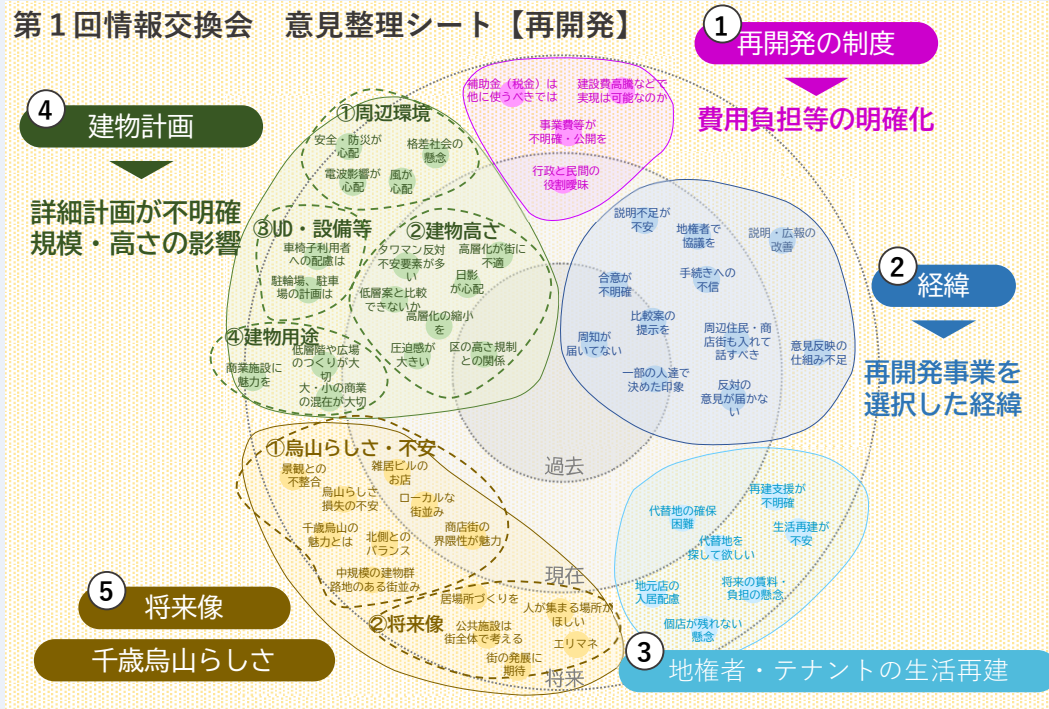 第１回情報交換会　意見整理シート【再開発】
1
再開発の制度
費用負担等の明確化
補助金（税金）は
他に使うべきでは
建設費高騰などで
実現は可能なのか
事業費等が
不明確・公開を
行政と民間の
役割曖昧
4
建物計画
詳細計画が不明確
規模・高さの影響
①周辺環境
安全・防災が
心配
格差社会の
懸念
電波影響が
心配
風が
心配
③UD・設備等
車椅子利用者
への配慮は
駐輪場、駐車
場の計画は
②建物高さ
タワマン反対
不安要素が多
い
高層化が街に
不適
日影
が心配
低層案と比較
できないか
高層化の縮小
を
圧迫感が
大きい
区の高さ規制
との関係
④建物用途
低層階や広場
のつくりが大
切
商業施設に
魅力を
大・小の商業
の混在が大切
2
経緯
再開発事業を
選択した経緯
説明不足が
不安
地権者で
協議を
説明・広報の
改善
合意が
不明確
手続きへの
不信
比較案の
提示を
周知が
届いてない
周辺住民・商
店街も入れて
話すべき
意見反映の
仕組み不足
一部の人達で
決めた印象
反対の
意見が届かな
い
過去
現在
将来
5
将来像
千歳烏山らしさ
①烏山らしさ・不安
景観との
不整合
雑居ビルの
お店
烏山らしさ
損失の不安
ローカルな
街並み
千歳烏山の
魅力とは
北側との
バランス
商店街の
界隈性が魅力
中規模の建物群
路地のある街並み
②将来像
居場所づくりを
人が集まる場所が
ほしい
公共施設は
街全体で考える
エリマネ
街の発展に
期待
3
地権者・テナントの生活再建
再建支援が
不明確
代替地の確保
困難
生活再建が
不安
代替地を
探して欲しい
地元店の
入居配慮
将来の賃料・
負担の懸念
個店が残れない
懸念